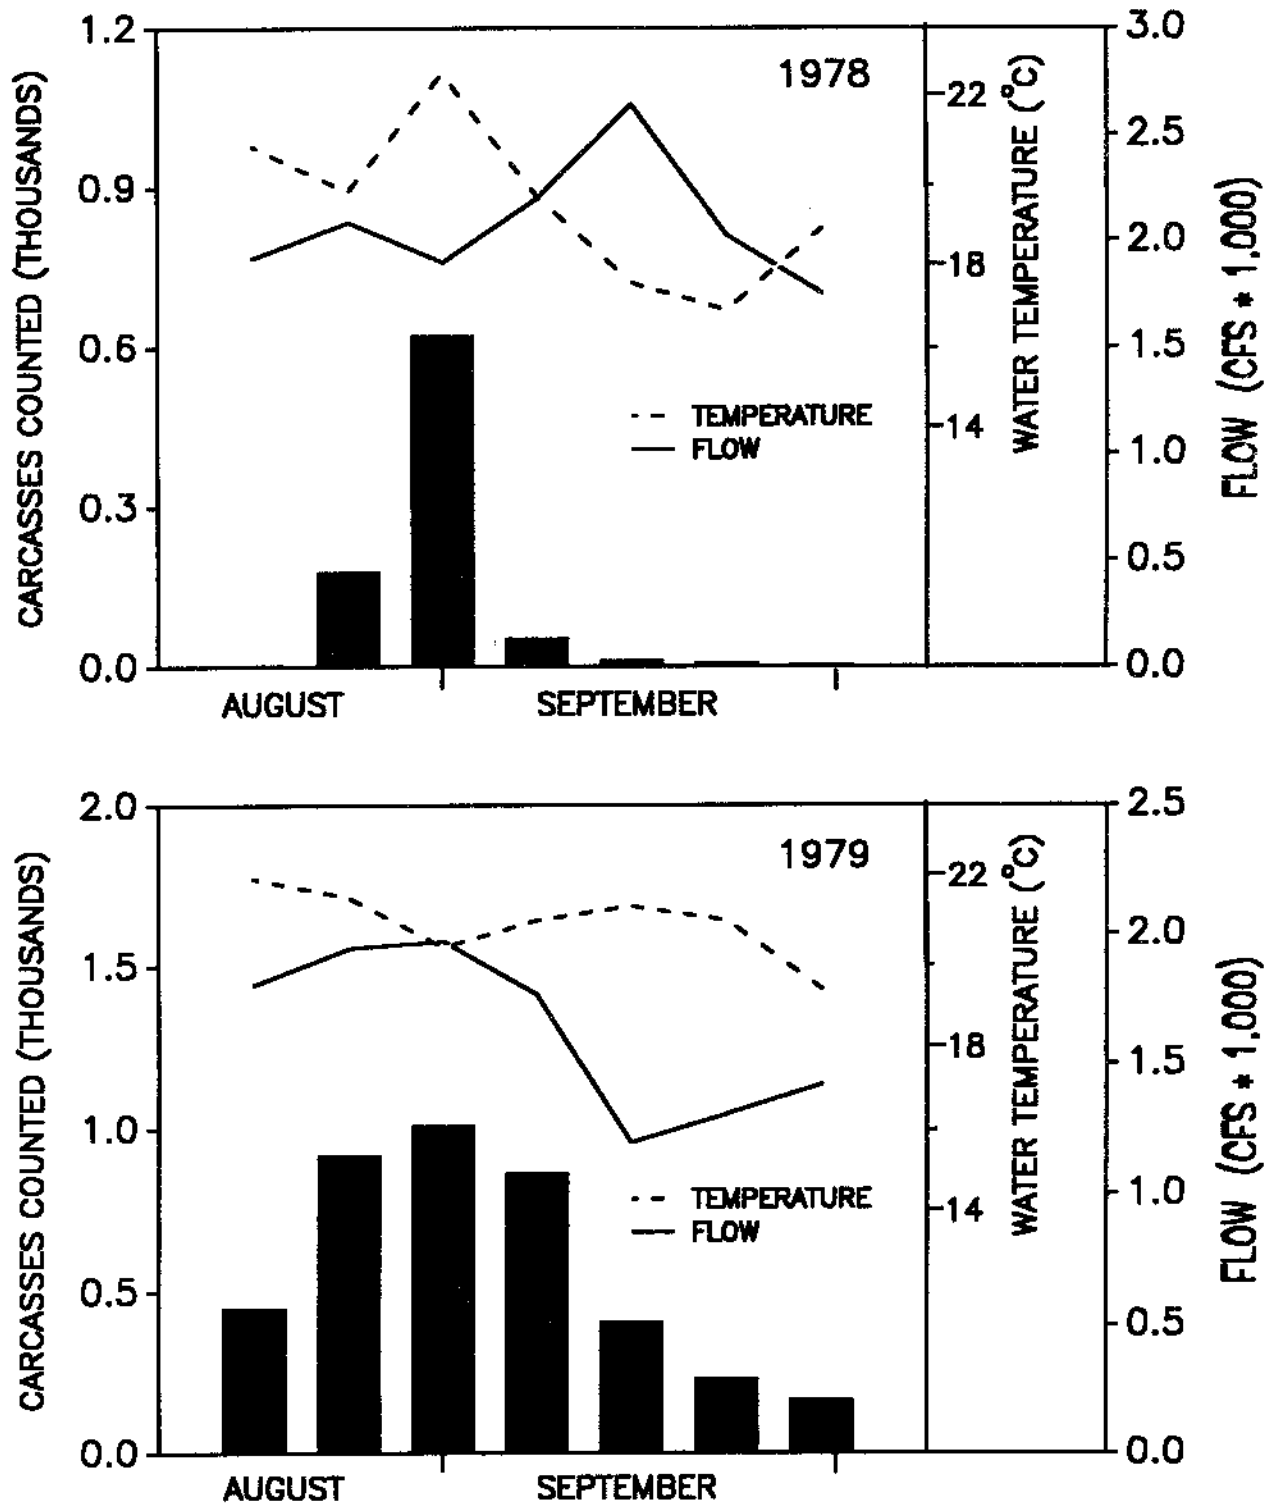 1978
CARCASSES COUNTED (THOUSANDS)
1.2
0.9
0.6
0.3
0.0
WATER TEMPERATURE (°C)
22
18
14
FLOW (CFS * 1,000)
3.0
2.5
2.0
1.5
1.0
0.5
0.0
TEMPERATURE
FLOW
AUGUST SEPTEMBER
1979
CARCASSES COUNTED (THOUSANDS)
2.0
1.5
1.0
0.5
0.0
WATER TEMPERATURE (°C)
22
18
14
FLOW (CFS * 1,000)
2.5
2.0
1.5
1.0
0.5
0.0
TEMPERATURE
FLOW
AUGUST SEPTEMBER